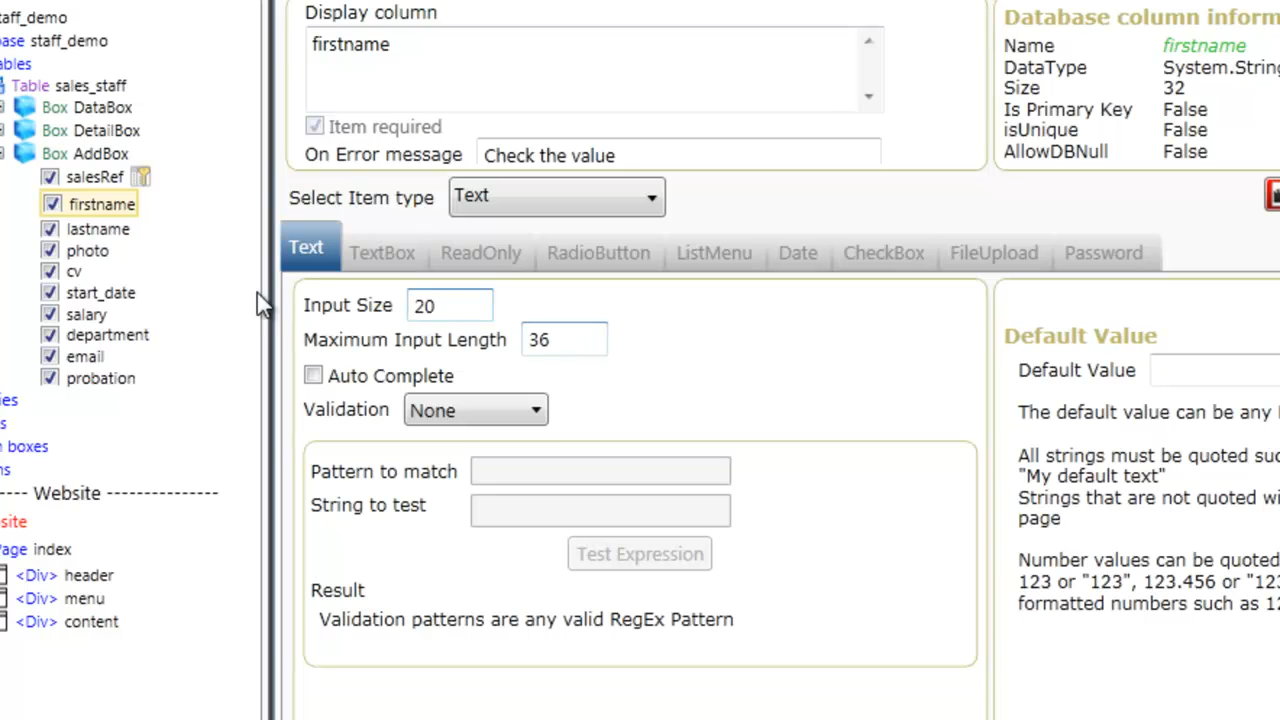 taff_demo
ase staff_demo
ables
Table sales_staff
Box DataBox
Box DetailBox
Box AddBox
salesRef
firstname
lastname
photo
cv
start_date
salary
department
email
probation
ies
s
n boxes
ns
---- Website ---------------
site
Page index
<Div> header
<Div> menu
<Div> content
Display column
firstname
Item required
On Error message Check the value
Select Item type Text
Text TextBox ReadOnly RadioButton ListMenu Date CheckBox FileUpload Password
Input Size 20
Maximum Input Length 36
Auto Complete
Validation None
Pattern to match
String to test
Test Expression
Result
Validation patterns are any valid RegEx Pattern
Database column inform
Name firstname
DataType System.String
Size 32
Is Primary Key False
isUnique False
AllowDBNull False
Default Value
Default Value
The default value can be any
All strings must be quoted suc
"My default text"
Strings that are not quoted wi
page
Number values can be quoted
123 or "123", 123.456 or "123
formatted numbers such as 12